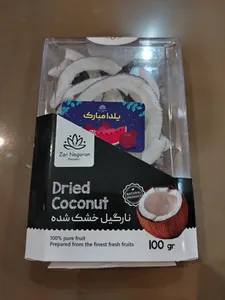 یلدا مبارک
Zar Negaran
Dried
Coconut
نارگیل خشک شده
100% pure fruit
Prepared from the finest fresh fruits
100 gr